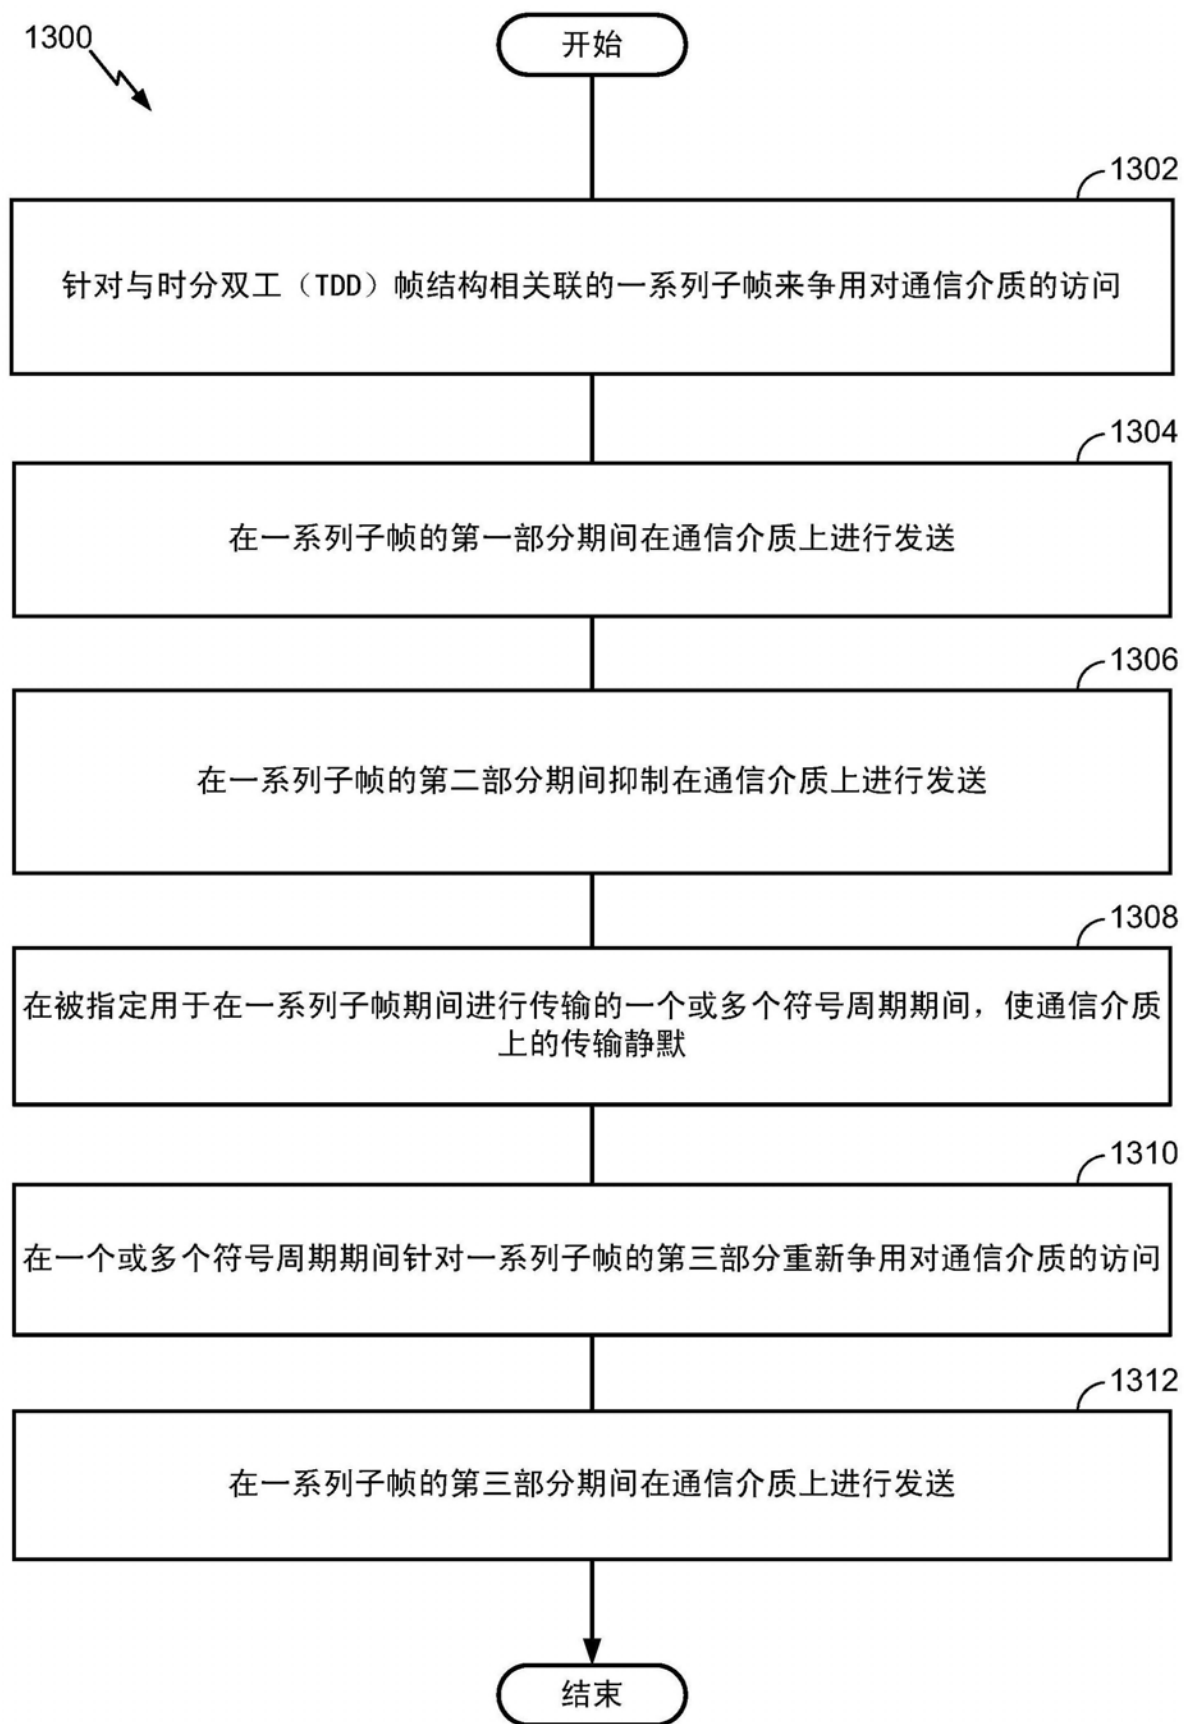 1300
开始
1302
针对与时分双工（TDD）帧结构相关联的一系列子帧来争用对通信介质的访问
1304
在一系列子帧的第一部分期间在通信介质上进行发送
1306
在一系列子帧的第二部分期间抑制在通信介质上进行发送
1308
在被指定用于在一系列子帧期间进行传输的一个或多个符号周期期间，使通信介质
上的传输静默
1310
在一个或多个符号周期期间针对一系列子帧的第三部分重新争用对通信介质的访问
1312
在一系列子帧的第三部分期间在通信介质上进行发送
结束